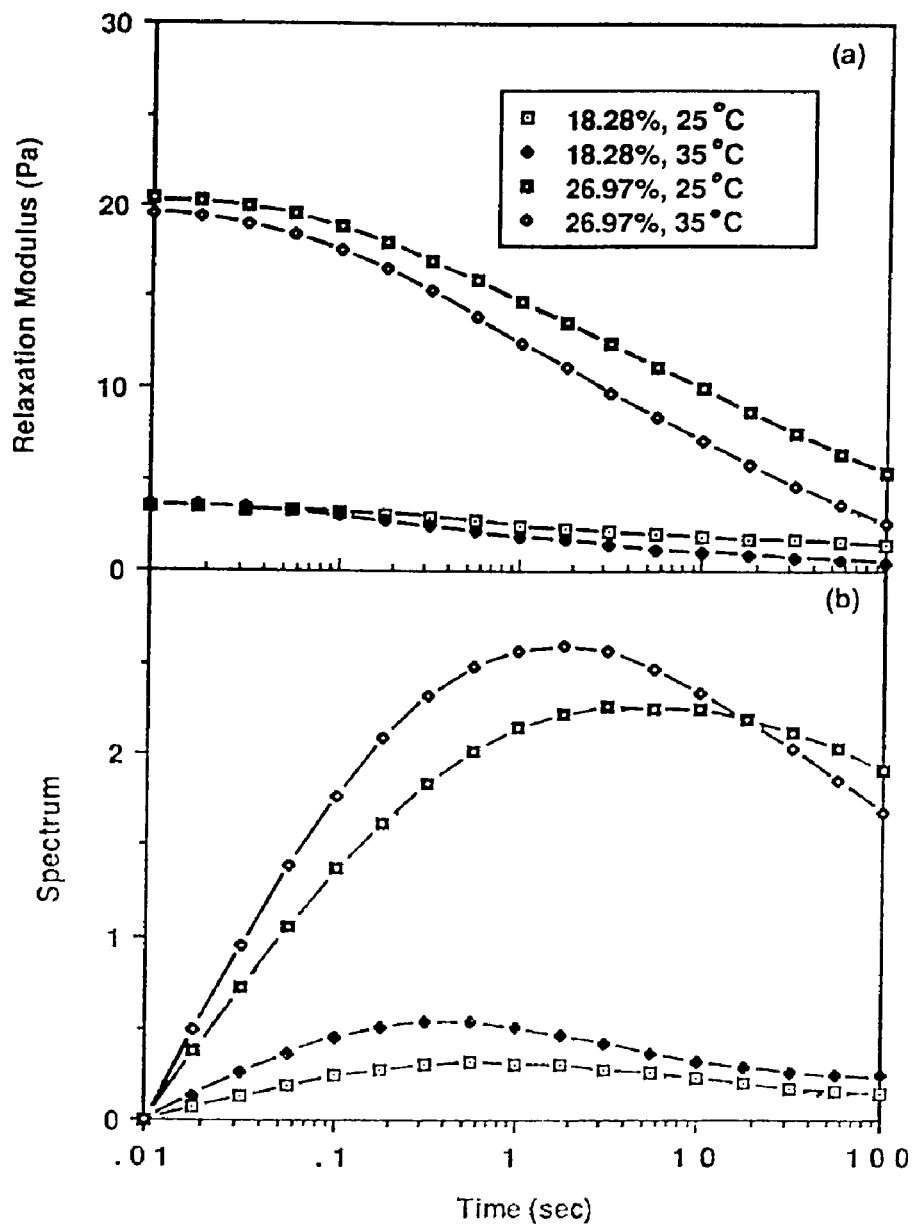 30
20
10
0
Relaxation Modulus (Pa)
(a)
18.28%, 25 °C
18.28%, 35 °C
26.97%, 25 °C
26.97%, 35 °C
(b)
2
1
0
Spectrum
.01 .1 1 10 100
Time (sec)